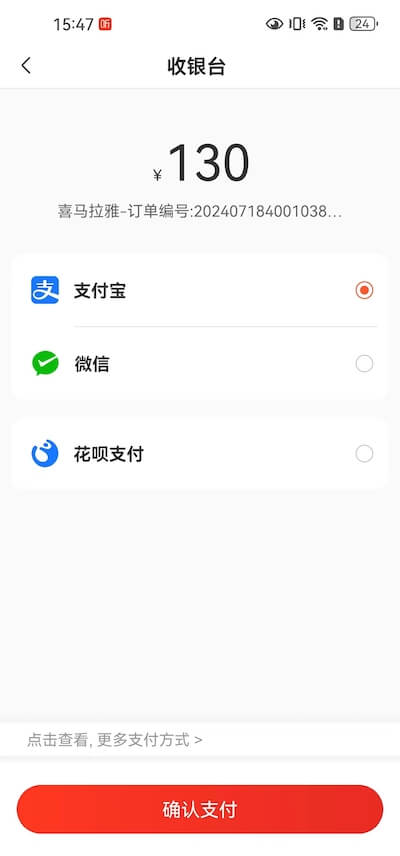 15:47 听 24
收银台
¥130
喜马拉雅-订单编号:202407184001038...
支 支付宝
微信
花呗支付
点击查看, 更多支付方式 >
确认支付